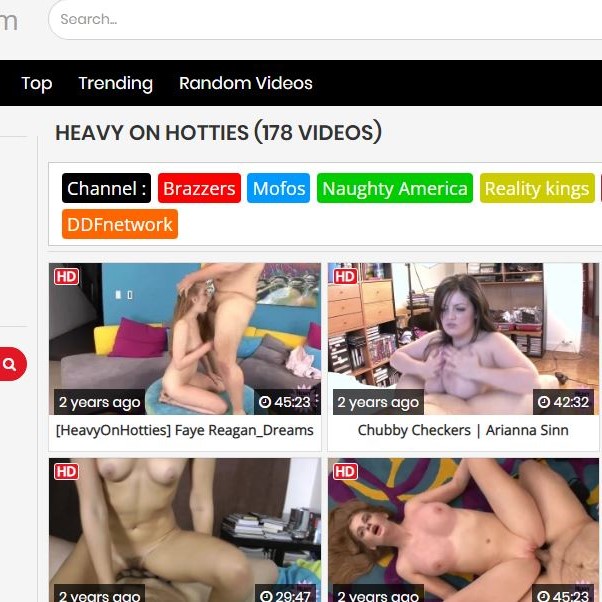 m
Search...
Top Trending Random Videos
HEAVY ON HOTTIES (178 VIDEOS)
Channel : Brazzers Mofos Naughty America Reality kings
DDFnetwork
HD HD
2 years ago 45:23 2 years ago 42:32
[HeavyOnHotties] Faye Reagan_Dreams Chubby Checkers | Arianna Sinn
HD HD
2 years ago 29:47 2 years ago 45:23